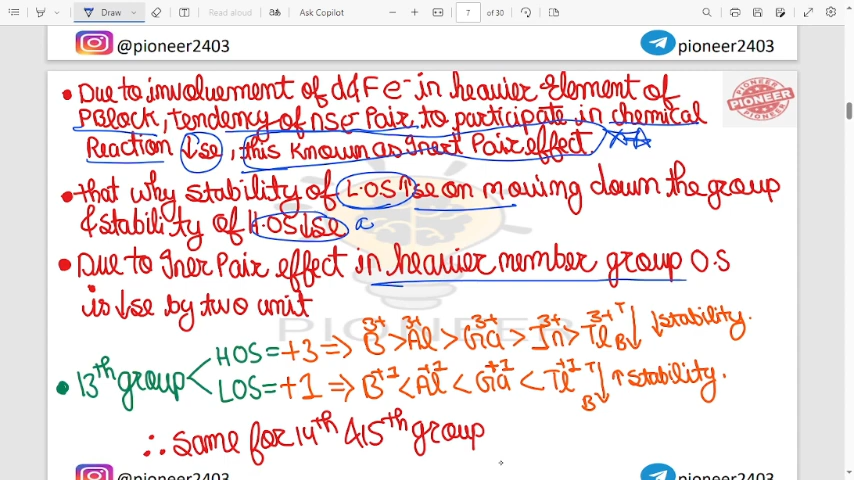 Draw
Read aloud
Ask Copilot
7 of 30
@pioneer2403 pioneer2403
• Due to involvement of d&f e⁻ in heavier Element of
P Block, tendency of ns² Pair to participate in chemical
Reaction ↓se, this known as Inert Pair effect
• that why stability of L.OS ↑se on moving down the group
& stability of H.OS ↓se
• Due to Iner Pair effect in heavier member group O.S
is ↓se by two unit
• 13th group < HOS = +3 => B³⁺ > Al³⁺ > Ga³⁺ > In³⁺ > Tl³⁺ T B ↓ ↓ stability.
LOS = +1 => B⁺¹ < Al⁺¹ < Ga⁺¹ < Tl⁺¹ T B ↓ ↑ stability.
∴ same for 14th & 15th group
PIONEER
PIONEER
@pioneer2403 pioneer2403